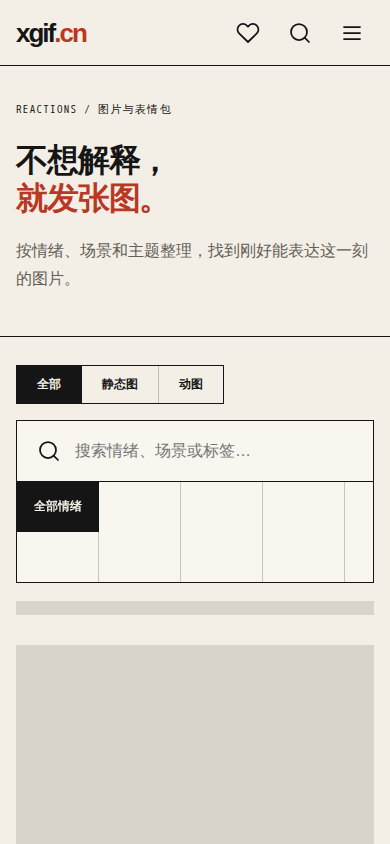 xgif.cn
REACTIONS / 图片与表情包
不想解释，
就发张图。
按情绪、场景和主题整理，找到刚好能表达这一刻
的图片。
全部 静态图 动图
搜索情绪、场景或标签…
全部情绪